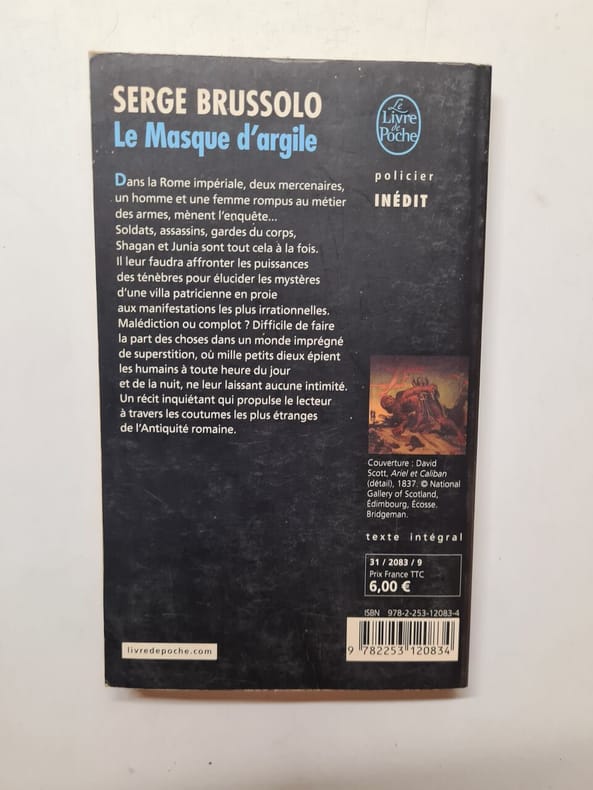 SERGE BRUSSOLO
Le Masque d'argile
Dans la Rome impériale, deux mercenaires,
un homme et une femme rompus au métier
des armes, mènent l'enquête...
Soldats, assassins, gardes du corps,
Shagan et Junia sont tout cela à la fois.
Il leur faudra affronter les puissances
des ténèbres pour élucider les mystères
d'une villa patricienne en proie
aux manifestations les plus irrationnelles.
Malédiction ou complot ? Difficile de faire
la part des choses dans un monde imprégné
de superstition, où mille petits dieux épient
les humains à toute heure du jour
et de la nuit, ne leur laissant aucune intimité.
Un récit inquiétant qui propulse le lecteur
à travers les coutumes les plus étranges
de l'Antiquité romaine.
Le
Livre
de
Poche
policier
INÉDIT
Couverture : David
Scott, Ariel et Caliban
(détail), 1837. © National
Gallery of Scotland,
Édimbourg, Écosse.
Bridgeman.
texte intégral
31 / 2083 / 9
Prix France TTC
6,00 €
ISBN 978-2-253-12083-4
9 782253 120834
livredepoche.com